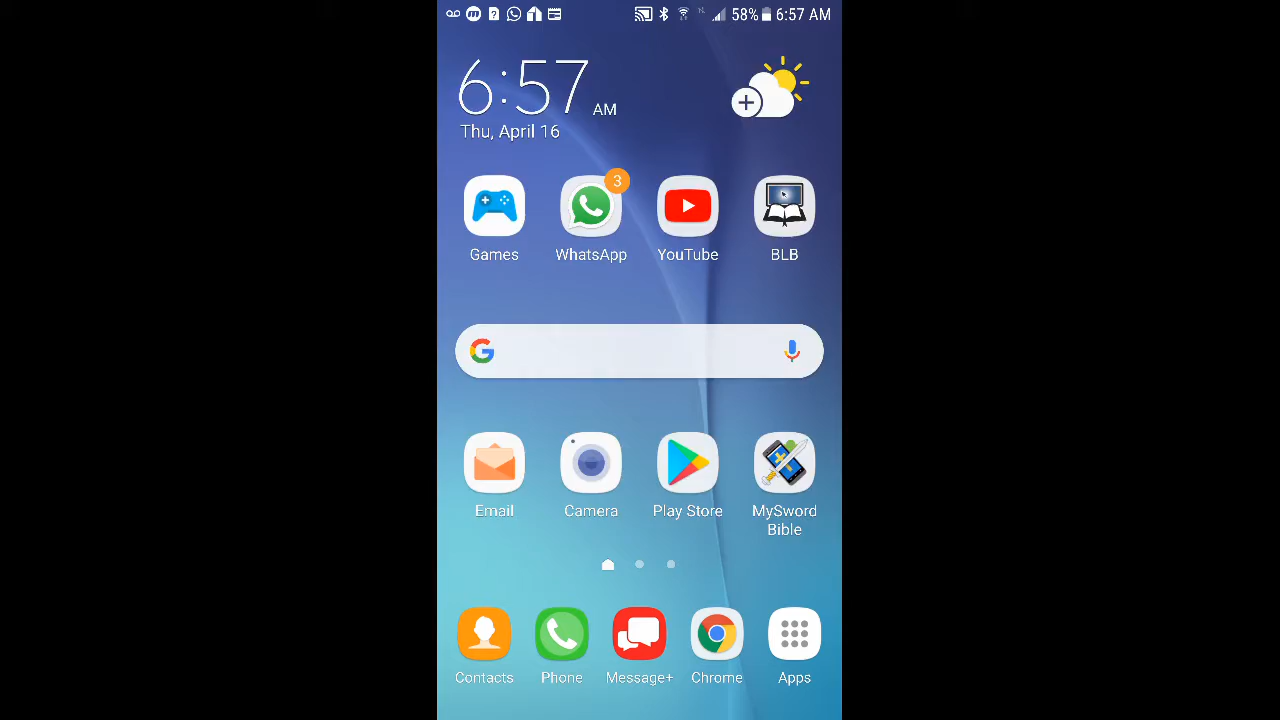 58% 6:57 AM
6:57 AM
Thu, April 16
3
Games WhatsApp YouTube BLB
Email Camera Play Store MySword
Bible
Contacts Phone Message+ Chrome Apps